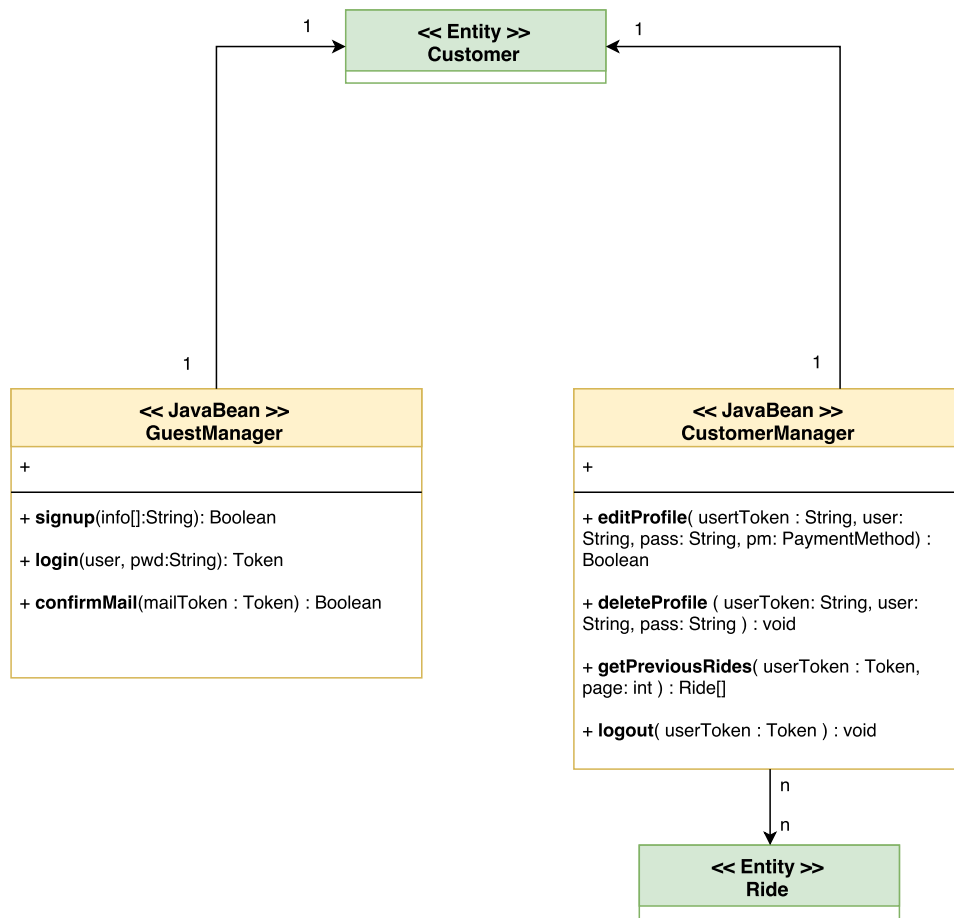 1
<< Entity >>
Customer
1
1
1
<< JavaBean >>
GuestManager
+
+ signup(info[]:String): Boolean
+ login(user, pwd:String): Token
+ confirmMail(mailToken : Token) : Boolean
<< JavaBean >>
CustomerManager
+
+ editProfile( usertToken : String, user:
String, pass: String, pm: PaymentMethod) :
Boolean
+ deleteProfile ( userToken: String, user:
String, pass: String ) : void
+ getPreviousRides( userToken : Token,
page: int ) : Ride[]
+ logout( userToken : Token ) : void
n
n
<< Entity >>
Ride